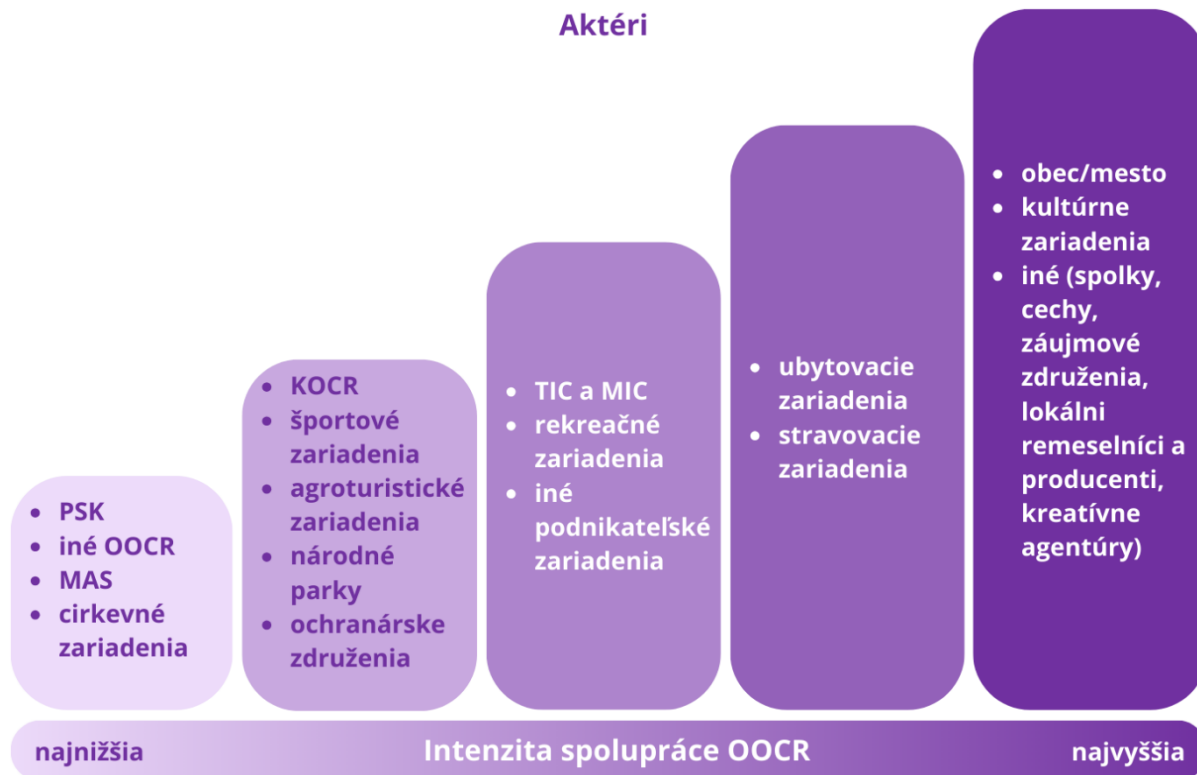 Aktéri
• PSK
• iné OOCR
• MAS
• cirkevné
zariadenia
• KOCR
• športové
zariadenia
• agroturistické
zariadenia
• národné
parky
• ochranárske
združenia
• TIC a MIC
• rekreačné
zariadenia
• iné
podnikateľské
zariadenia
• ubytovacie
zariadenia
• stravovacie
zariadenia
• obec/mesto
• kultúrne
zariadenia
• iné (spolky,
cechy,
záujmové
združenia,
lokálni
remeselníci a
producenti,
kreatívne
agentúry)
najnižšia
Intenzita spolupráce OOCR
najvyššia